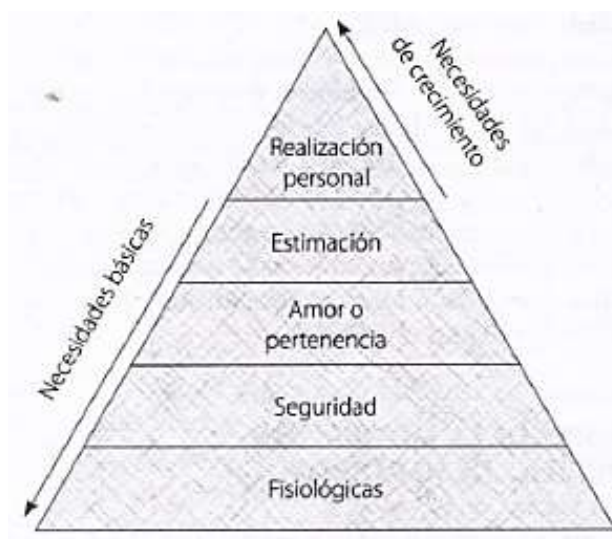 Necesidades
de crecimiento
Realización
personal
Estimación
Necesidades básicas
Amor o
pertenencia
Seguridad
Fisiológicas